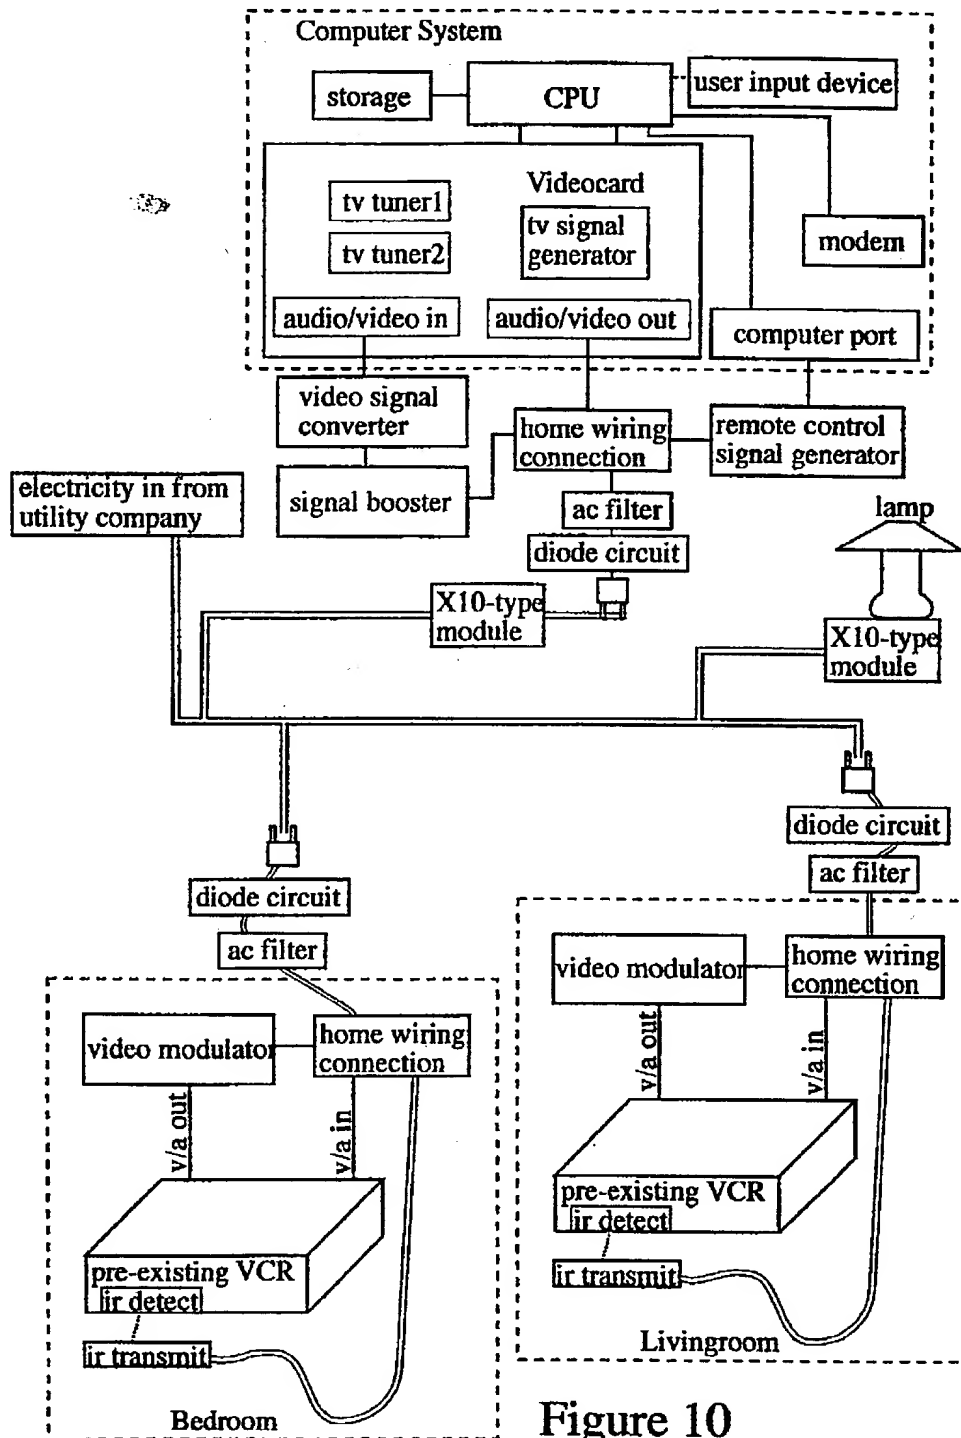 Computer System
storage
CPU
user input device
Videocard
tv tuner1
tv tuner2
tv signal
generator
modem
audio/video in
audio/video out
computer port
video signal
converter
home wiring
connection
remote control
signal generator
signal booster
electricity in from
utility company
ac filter
diode circuit
lamp
X10-type
module
X10-type
module
diode circuit
ac filter
diode circuit
ac filter
video modulator
home wiring
connection
v/a out
v/a in
pre-existing VCR
ir detect
ir transmit
Livingroom
video modulator
home wiring
connection
v/a out
v/a in
pre-existing VCR
ir detect
ir transmit
Bedroom
Figure 10